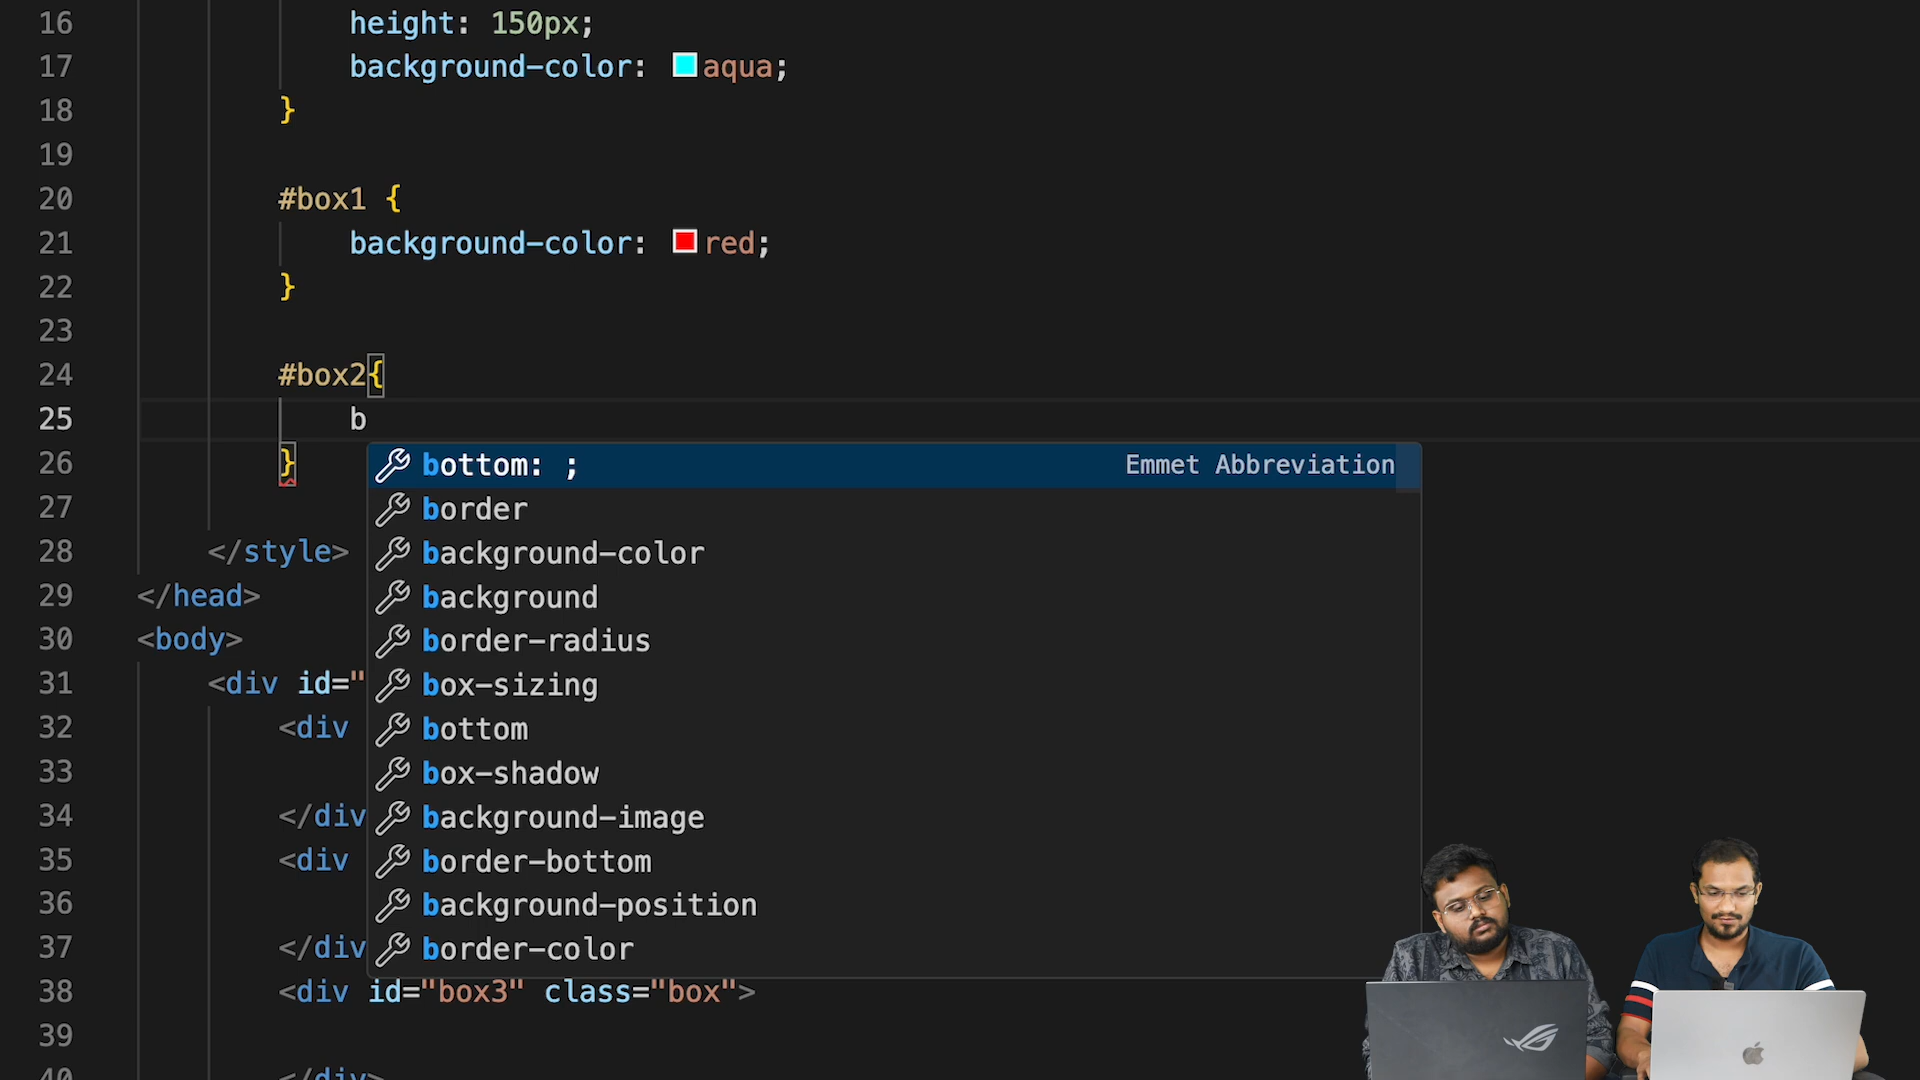 16 height: 150px;
17 background-color: aqua;
18 }
19
20 #box1 {
21 background-color: red;
22 }
23
24 #box2{
25 b
26 }
bottom: ; Emmet Abbreviation
border
27
28 </style>
background-color
29 </head>
background
30 <body>
border-radius
31 <div id="
box-sizing
32 <div
bottom
33
box-shadow
34 </div
background-image
35 <div
border-bottom
36
background-position
37 </div
border-color
38 <div id="box3" class="box">
39
40 </div>